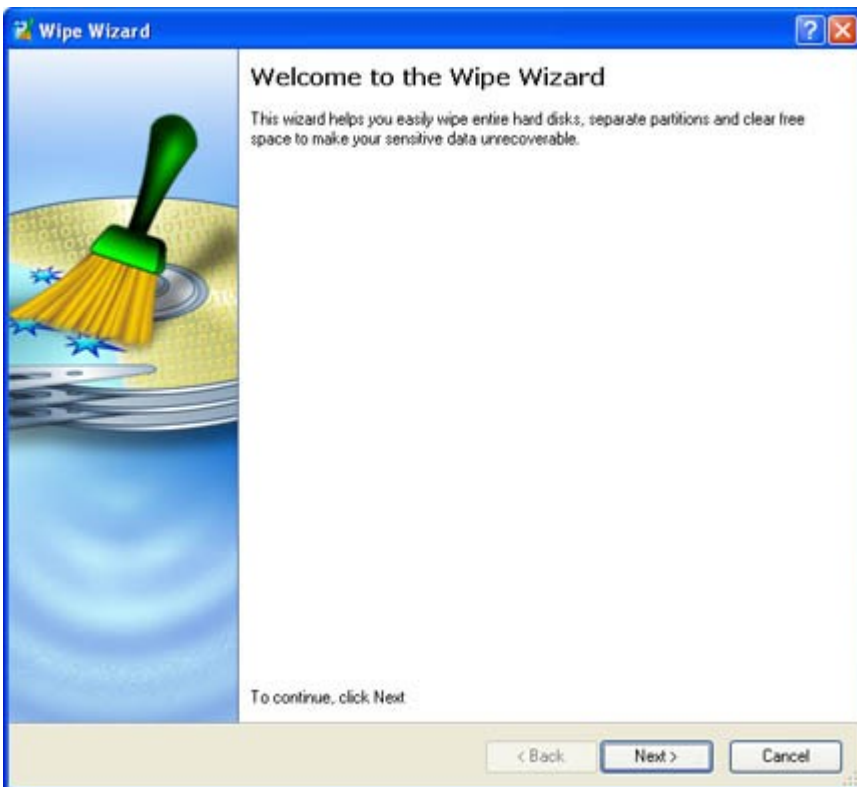 Wipe Wizard
Welcome to the Wipe Wizard
This wizard helps you easily wipe entire hard disks, separate partitions and clear free
space to make your sensitive data unrecoverable.
To continue, click Next
< Back
Next >
Cancel